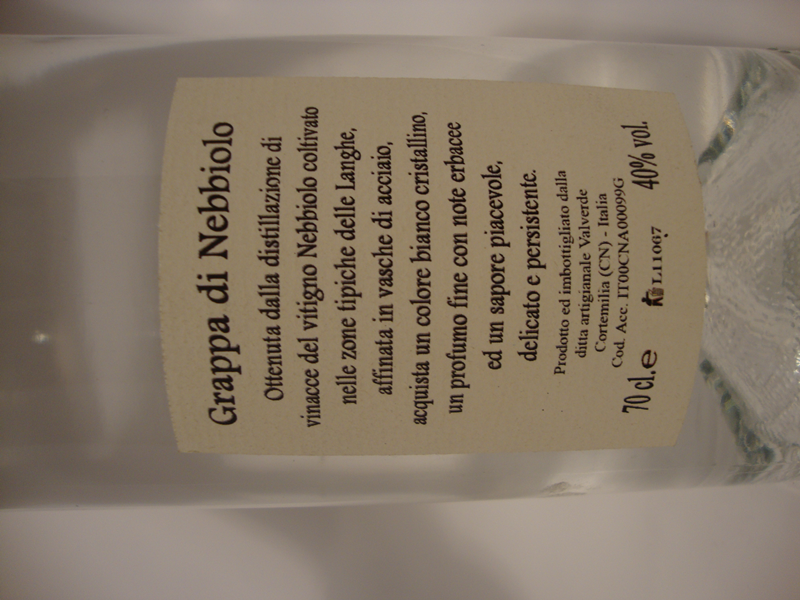 Grappa di Nebbiolo
Ottenuta dalla distillazione di
vinacce del vitigno Nebbiolo coltivato
nelle zone tipiche delle Langhe,
affinata in vasche di acciaio,
acquista un colore bianco cristallino,
un profumo fine con note erbacee
ed un sapore piacevole,
delicato e persistente.
Prodotto ed imbottigliato dalla
ditta artigianale Valverde
Cortemilia (CN) - Italia
Cod. Acc. IT00CNA00099G
70 cl. e L11067 40% vol.